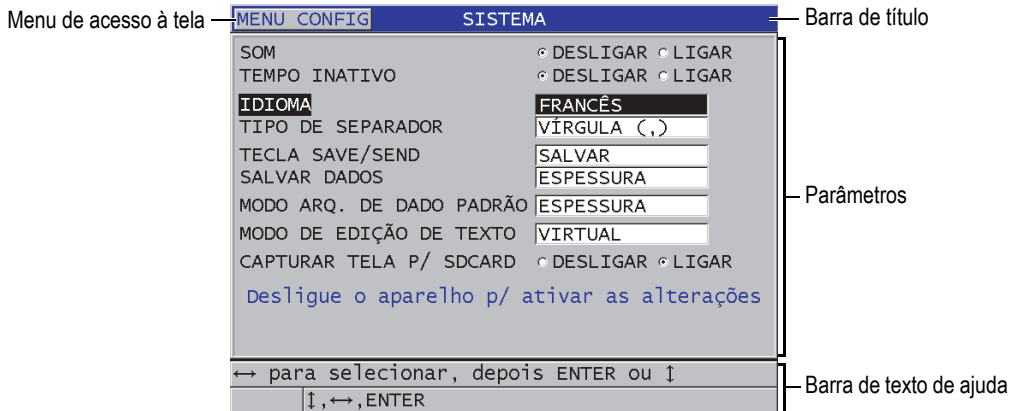 Menu de acesso à tela
MENU CONFIG SISTEMA
Barra de título
SOM DESLIGAR LIGAR
TEMPO INATIVO DESLIGAR LIGAR
IDIOMA FRANCÊS
TIPO DE SEPARADOR VÍRGULA (,)
TECLA SAVE/SEND SALVAR
SALVAR DADOS ESPESSURA
Parâmetros
MODO ARQ. DE DADO PADRÃO ESPESSURA
MODO DE EDIÇÃO DE TEXTO VIRTUAL
CAPTURAR TELA P/ SDCARD DESLIGAR LIGAR
Desligue o aparelho p/ ativar as alterações
↔ para selecionar, depois ENTER ou ↕
Barra de texto de ajuda
↕,↔,ENTER